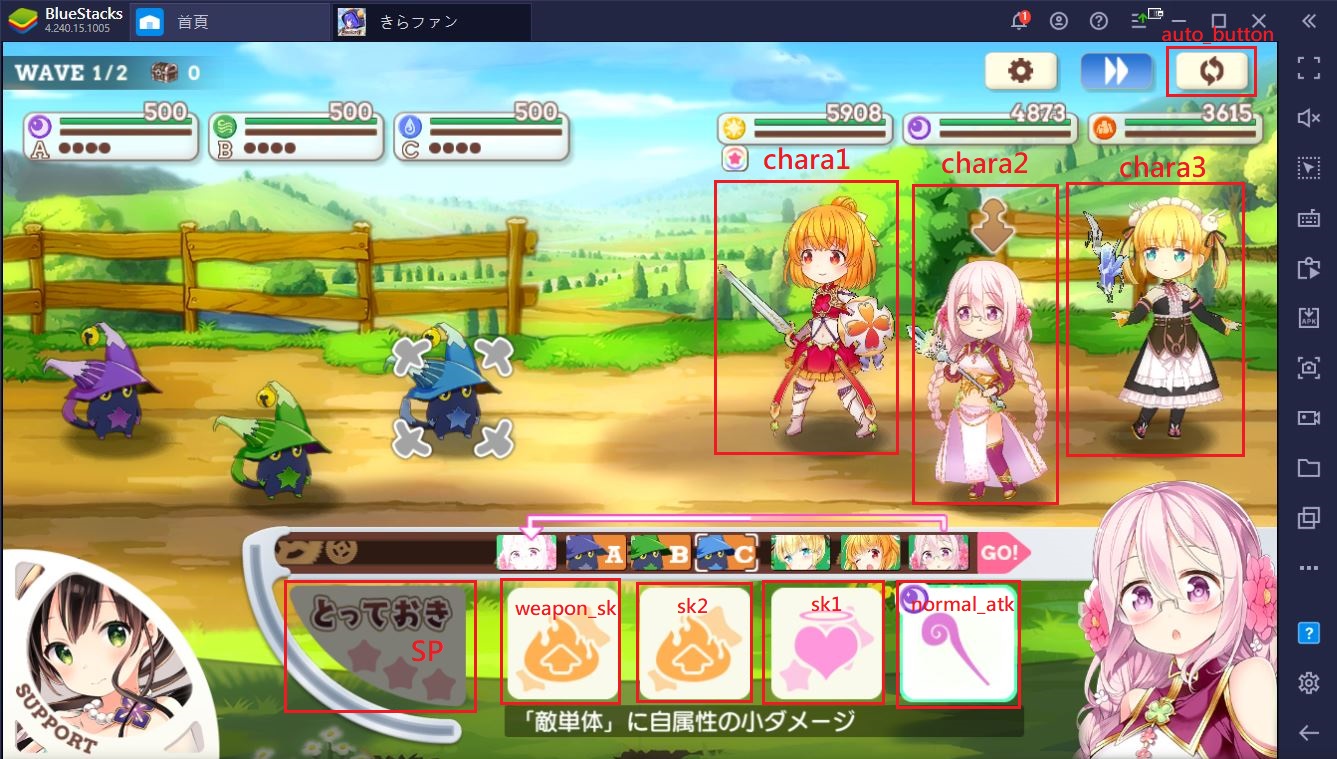 BlueStacks
4.240.15.1005
首頁
きらファン
1
auto_button
WAVE 1/2
0
500
A
500
B
500
C
5908
4873
3615
chara1
chara2
chara3
A
B
C
GO!
とっておき
SP
weapon_sk
sk2
sk1
normal_atk
「敵単体」に自属性の小ダメージ
SUPPORT
APK
?